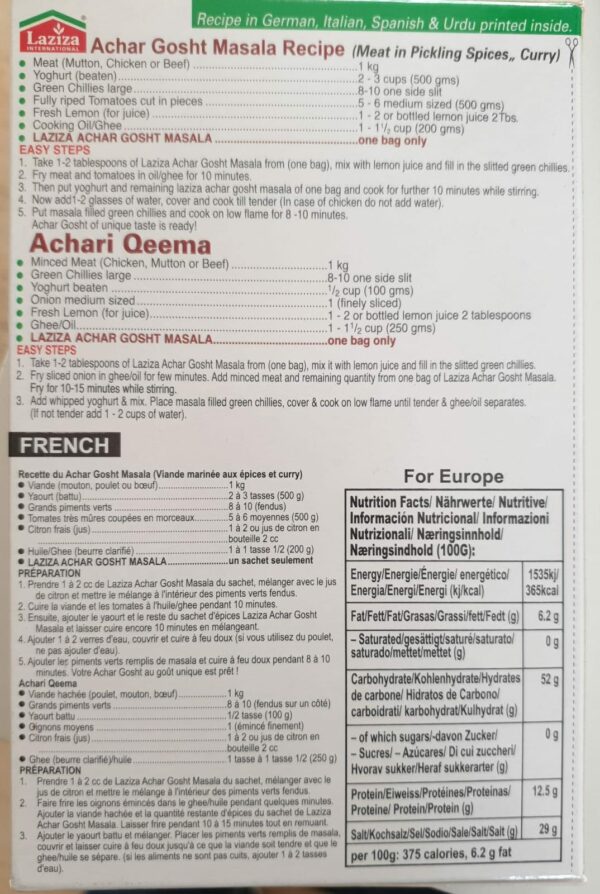 Recipe in German, Italian, Spanish & Urdu printed inside.
Laziza
INTERNATIONAL
Achar Gosht Masala Recipe (Meat in Pickling Spices,, Curry)
Meat (Mutton, Chicken or Beef) ... 1 kg
Yoghurt (beaten) ... 2 - 3 cups (500 gms)
Green Chillies large ... 8-10 one side slit
Fully riped Tomatoes cut in pieces ... 5 - 6 medium sized (500 gms)
Fresh Lemon (for juice) ... 1 - 2 or bottled lemon juice 2Tbs.
Cooking Oil/Ghee ... 1 - 1½ cup (200 gms)
LAZIZA ACHAR GOSHT MASALA ... one bag only
EASY STEPS
1. Take 1-2 tablespoons of Laziza Achar Gosht Masala from (one bag), mix with lemon juice and fill in the slitted green chillies.
2. Fry meat and tomatoes in oil/ghee for 10 minutes.
3. Then put yoghurt and remaining laziza achar gosht masala of one bag and cook for further 10 minutes while stirring.
4. Now add1-2 glasses of water, cover and cook till tender (In case of chicken do not add water).
5. Put masala filled green chillies and cook on low flame for 8 -10 minutes.
Achar Gosht of unique taste is ready!
Achari Qeema
Minced Meat (Chicken, Mutton or Beef) ... 1 kg
Green Chillies large ... 8-10 one side slit
Yoghurt beaten ... 1/2 cup (100 gms)
Onion medium sized ... 1 (finely sliced)
Fresh Lemon (for juice) ... 1 - 2 or bottled lemon juice 2 tablespoons
Ghee/Oil ... 1 - 1½ cup (250 gms)
LAZIZA ACHAR GOSHT MASALA ... one bag only
EASY STEPS
1. Take 1-2 tablespoons of Laziza Achar Gosht Masala from (one bag), mix it with lemon juice and fill in the slitted green chillies.
2. Fry sliced onion in ghee/oil for few minutes. Add minced meat and remaining quantity from one bag of Laziza Achar Gosht Masala.
Fry for 10-15 minutes while stirring.
3. Add whipped yoghurt & mix. Place masala filled green chillies, cover & cook on low flame until tender & ghee/oil separates.
(If not tender add 1 - 2 cups of water).
FRENCH
Recette du Achar Gosht Masala (Viande marinée aux épices et curry)
Viande (mouton, poulet ou bœuf) ... 1 kg
Yaourt (battu) ... 2 à 3 tasses (500 g)
Grands piments verts ... 8 à 10 (fendus)
Tomates très mûres coupées en morceaux ... 5 à 6 moyennes (500 g)
Citron frais (jus) ... 1 à 2 ou jus de citron en
bouteille 2 cc
Huile/Ghee (beurre clarifié) ... 1 à 1 tasse 1/2 (200 g)
LAZIZA ACHAR GOSHT MASALA ... un sachet seulement
PRÉPARATION
1. Prendre 1 à 2 cc de Laziza Achar Gosht Masala du sachet, mélanger avec le jus
de citron et mettre le mélange à l'intérieur des piments verts fendus.
2. Cuire la viande et les tomates à l'huile/ghee pendant 10 minutes.
3. Ensuite, ajouter le yaourt et le reste du sachet d'épices Laziza Achar Gosht
Masala et laisser cuire encore 10 minutes en mélangeant.
4. Ajouter 1 à 2 verres d'eau, couvrir et cuire à feu doux (si vous utilisez du poulet,
ne pas ajouter d'eau).
5. Ajouter les piments verts remplis de masala et cuire à feu doux pendant 8 à 10
minutes. Votre Achar Gosht au goût unique est prêt !
Achari Qeema
Viande hachée (poulet, mouton, bœuf) ... 1 kg
Grands piments verts ... 8 à 10 (fendus sur un côté)
Yaourt battu ... 1/2 tasse (100 g)
Oignons moyens ... 1 (émincé finement)
Citron frais (jus) ... 1 à 2 ou jus de citron en
bouteille 2 cc
Ghee (beurre clarifié)/huile ... 1 tasse à 1 tasse 1/2 (250 g)
PRÉPARATION
1. Prendre 1 à 2 cc de Laziza Achar Gosht Masala du sachet, mélanger avec le
jus de citron et mettre le mélange à l'intérieur des piments verts fendus.
2. Faire frire les oignons émincés dans le ghee/huile pendant quelques minutes.
Ajouter la viande hachée et la quantité restante d'épices du sachet de Laziza
Achar Gosht Masala. Laisser frire pendant 10 à 15 minutes tout en remuant.
3. Ajouter le yaourt battu et mélanger. Placer les piments verts remplis de masala,
couvrir et laisser cuire à feu doux jusqu'à ce que la viande soit tendre et que le
ghee/huile se sépare. (si les aliments ne sont pas cuits, ajouter 1 à 2 tasses
d'eau).
For Europe
Nutrition Facts/ Nährwerte/ Nutritive/
Información Nutricional/ Informazioni
Nutrizionali/ Næringsinnhold/
Næringsindhold (100G):
Energy/Energie/Énergie/ energético/
Energia/Energi/Energi (kj/kcal) 1535kj/
365kcal
Fat/Fett/Fat/Grasas/Grassi/fett/Fedt (g) 6.2 g
– Saturated/gesättigt/saturé/saturato/
saturado/mettet/mettet (g) 0 g
Carbohydrate/Kohlenhydrate/Hydrates
de carbone/ Hidratos de Carbono/
carboidrati/ karbohydrat/Kulhydrat (g) 52 g
– of which sugars/-davon Zucker/
– Sucres/ – Azúcares/ Di cui zuccheri/
Hvorav sukker/Heraf sukkerarter (g) 0 g
Protein/Eiweiss/Protéines/Proteinas/
Proteine/ Protein/Protein (g) 12.5 g
Salt/Kochsalz/Sel/Sodio/Sale/Salt/Salt (g) 29 g
per 100g: 375 calories, 6.2 g fat